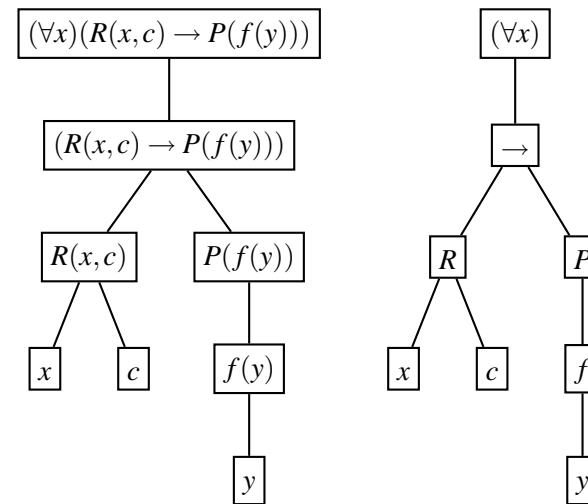 (∀x)(R(x,c) → P(f(y))) (∀x)
(R(x,c) → P(f(y))) →
R(x,c) P(f(y)) R P
x c f(y) x c f
y y